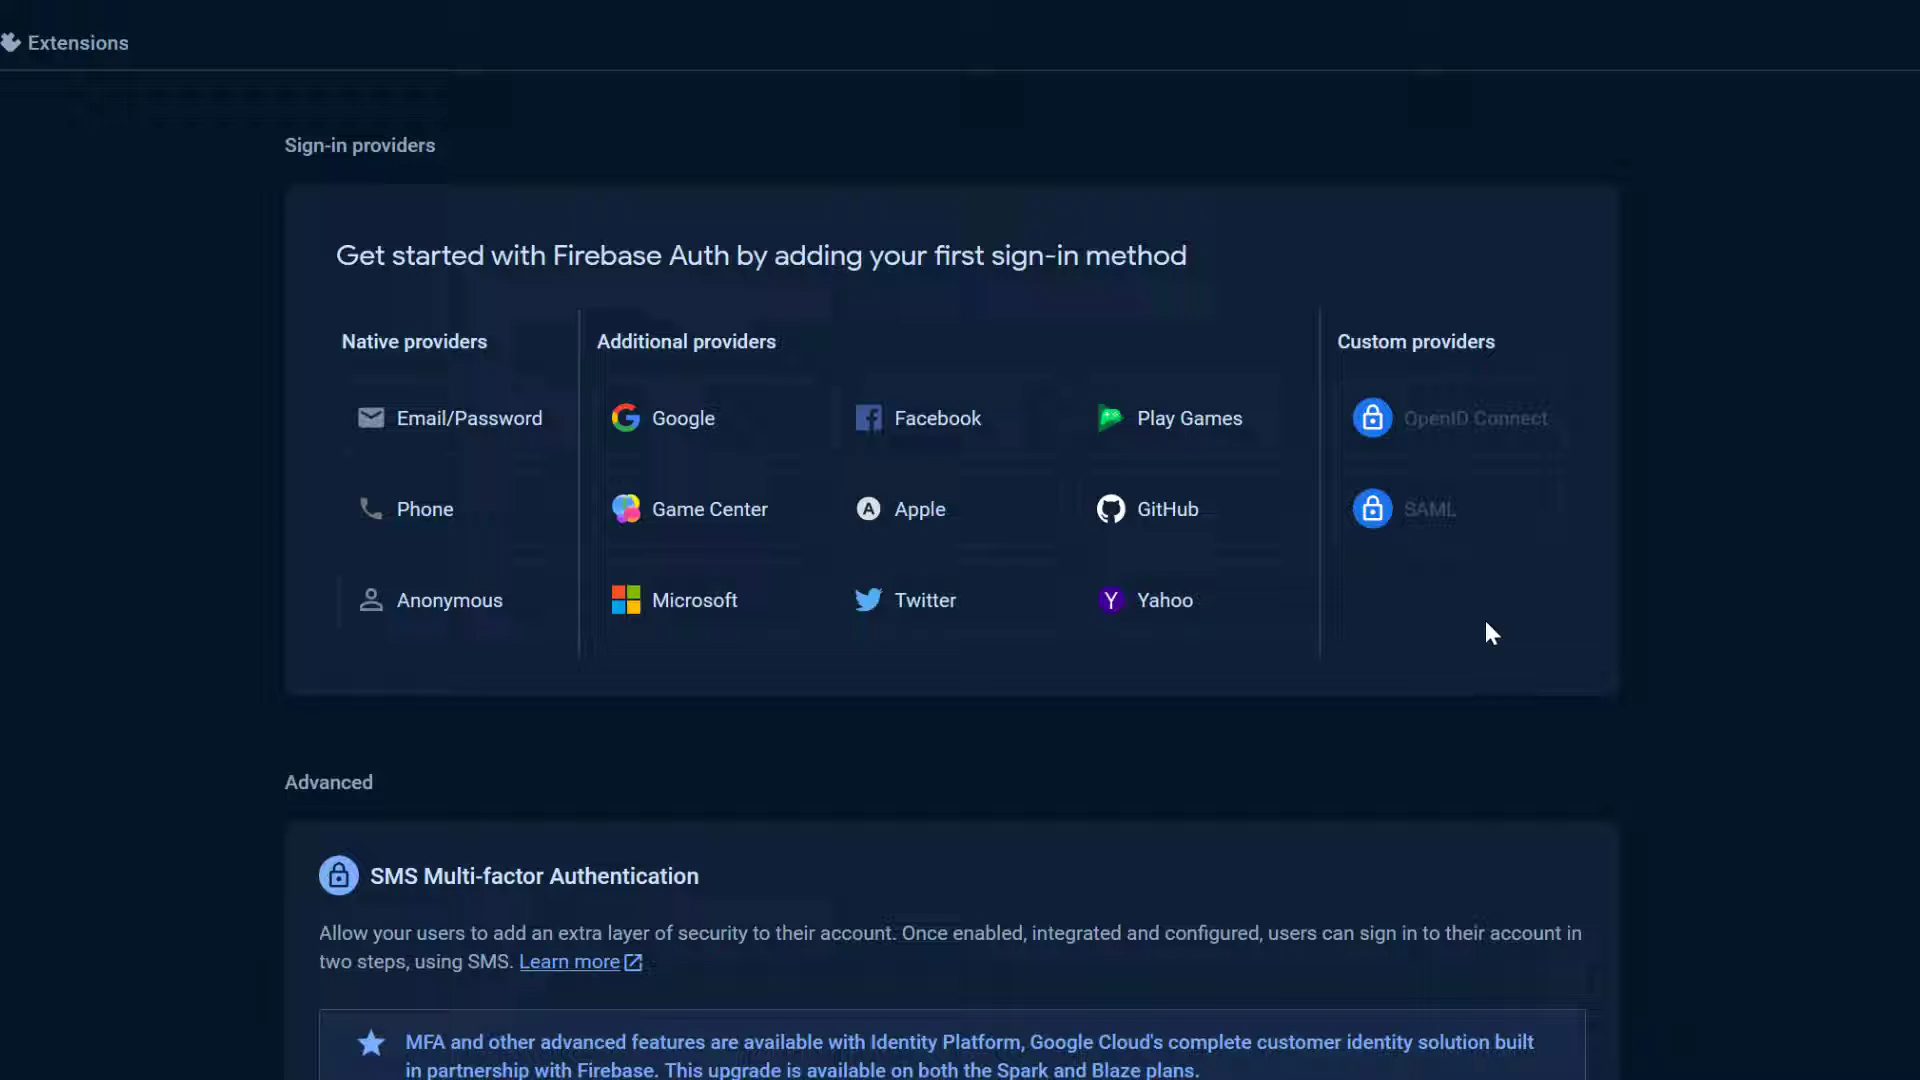 Extensions
Sign-in providers
Get started with Firebase Auth by adding your first sign-in method
Native providers
Additional providers
Custom providers
Email/Password
Google
Facebook
Play Games
OpenID Connect
Phone
Game Center
Apple
GitHub
SAML
Anonymous
Microsoft
Twitter
Yahoo
Advanced
SMS Multi-factor Authentication
Allow your users to add an extra layer of security to their account. Once enabled, integrated and configured, users can sign in to their account in
two steps, using SMS. Learn more
MFA and other advanced features are available with Identity Platform, Google Cloud's complete customer identity solution built
in partnership with Firebase. This upgrade is available on both the Spark and Blaze plans.